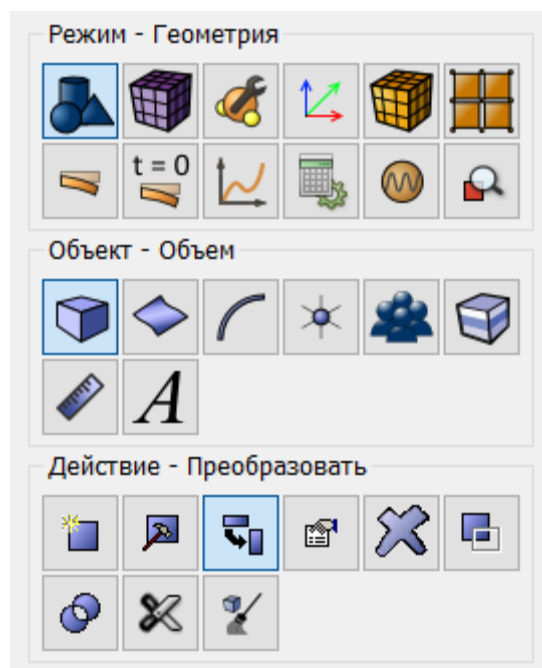 Режим - Геометрия
t = 0
Объект - Объем
A
Действие - Преобразовать